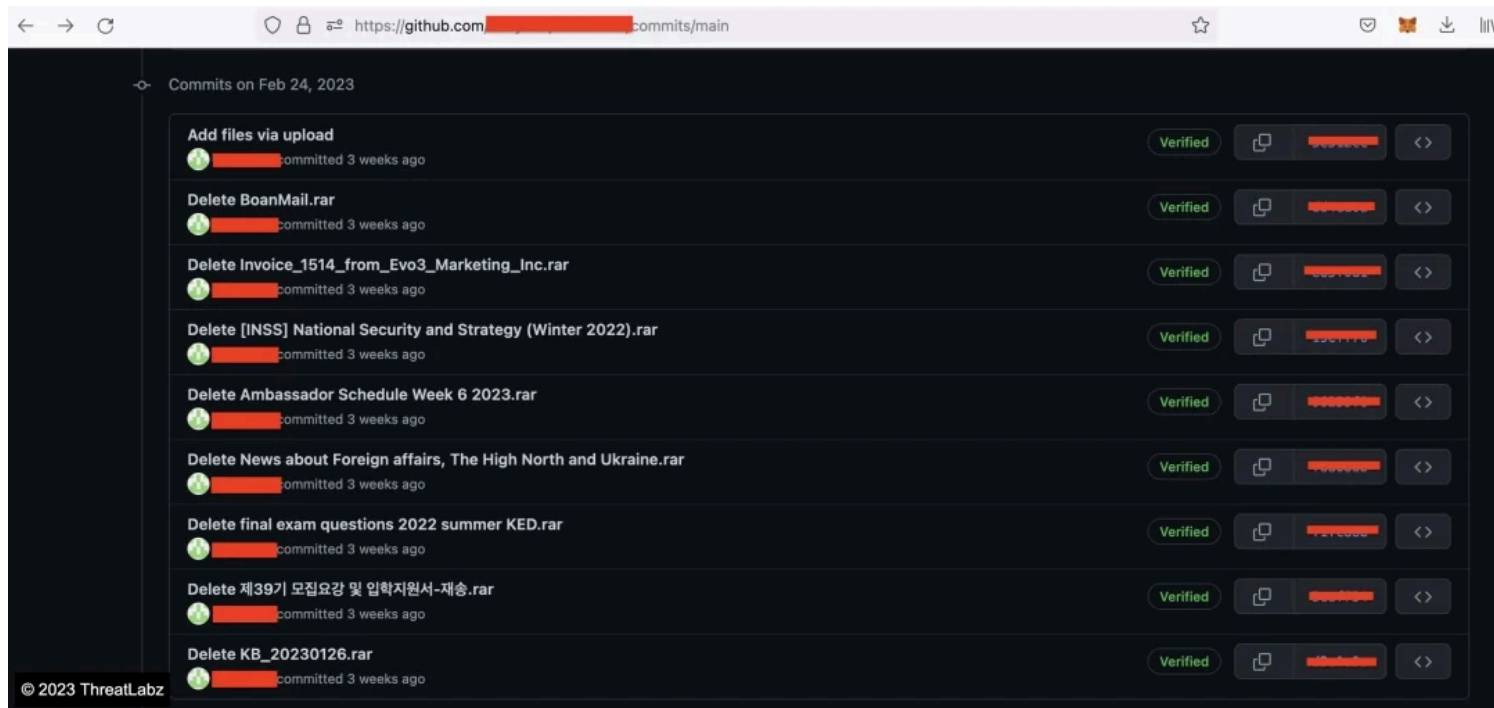 https://github.com/ commits/main
Commits on Feb 24, 2023
Add files via upload
committed 3 weeks ago
Verified
Delete BoanMail.rar
committed 3 weeks ago
Verified
Delete Invoice_1514_from_Evo3_Marketing_Inc.rar
committed 3 weeks ago
Verified
Delete [INSS] National Security and Strategy (Winter 2022).rar
committed 3 weeks ago
Verified
Delete Ambassador Schedule Week 6 2023.rar
committed 3 weeks ago
Verified
Delete News about Foreign affairs, The High North and Ukraine.rar
committed 3 weeks ago
Verified
Delete final exam questions 2022 summer KED.rar
committed 3 weeks ago
Verified
Delete 제39기 모집요강 및 입학지원서-재송.rar
committed 3 weeks ago
Verified
Delete KB_20230126.rar
committed 3 weeks ago
Verified
© 2023 ThreatLabz